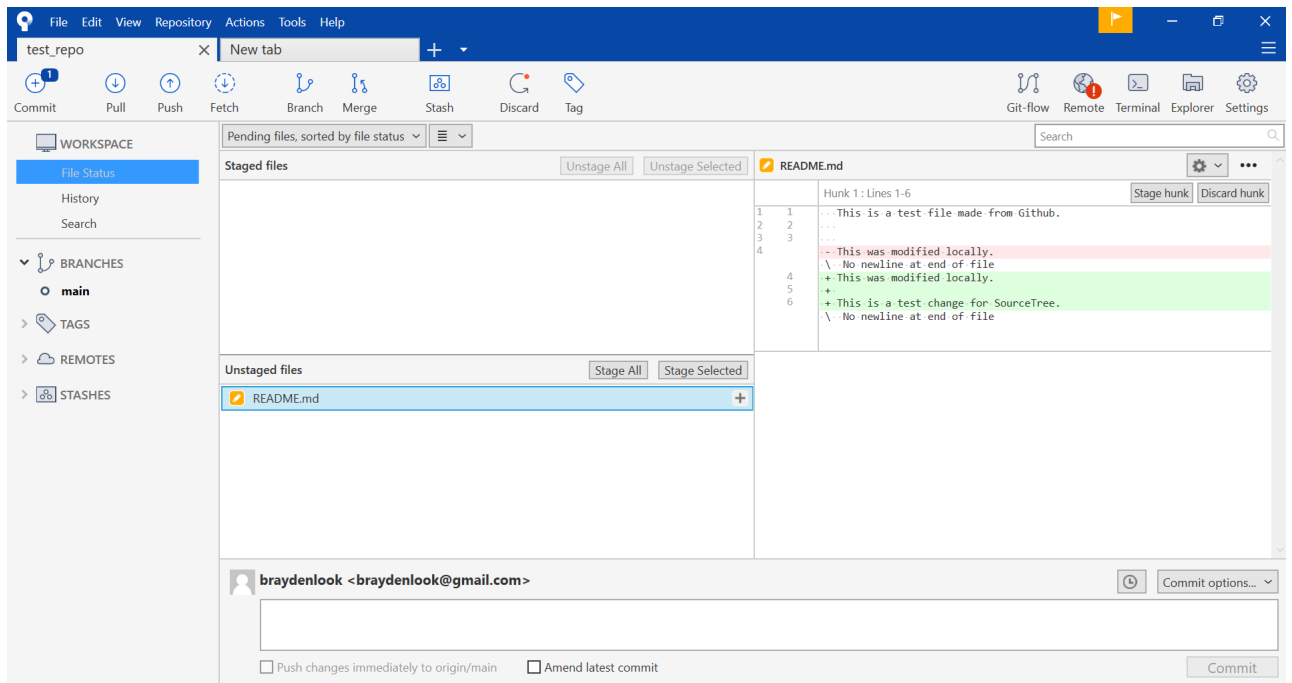 File Edit View Repository Actions Tools Help
test_repo New tab
1
Commit Pull Push Fetch Branch Merge Stash Discard Tag Git-flow Remote Terminal Explorer Settings
WORKSPACE
File Status
History
Search
BRANCHES
main
TAGS
REMOTES
STASHES
Pending files, sorted by file status
Search
Staged files Unstage All Unstage Selected
Unstaged files Stage All Stage Selected
README.md
README.md
Hunk 1 : Lines 1-6 Stage hunk Discard hunk
1 1 This is a test file made from Github.
2 2
3 3
4 - This was modified locally.
\ No newline at end of file
4 + This was modified locally.
5 +
6 + This is a test change for SourceTree.
\ No newline at end of file
braydenlook <braydenlook@gmail.com>
Commit options...
Push changes immediately to origin/main Amend latest commit Commit